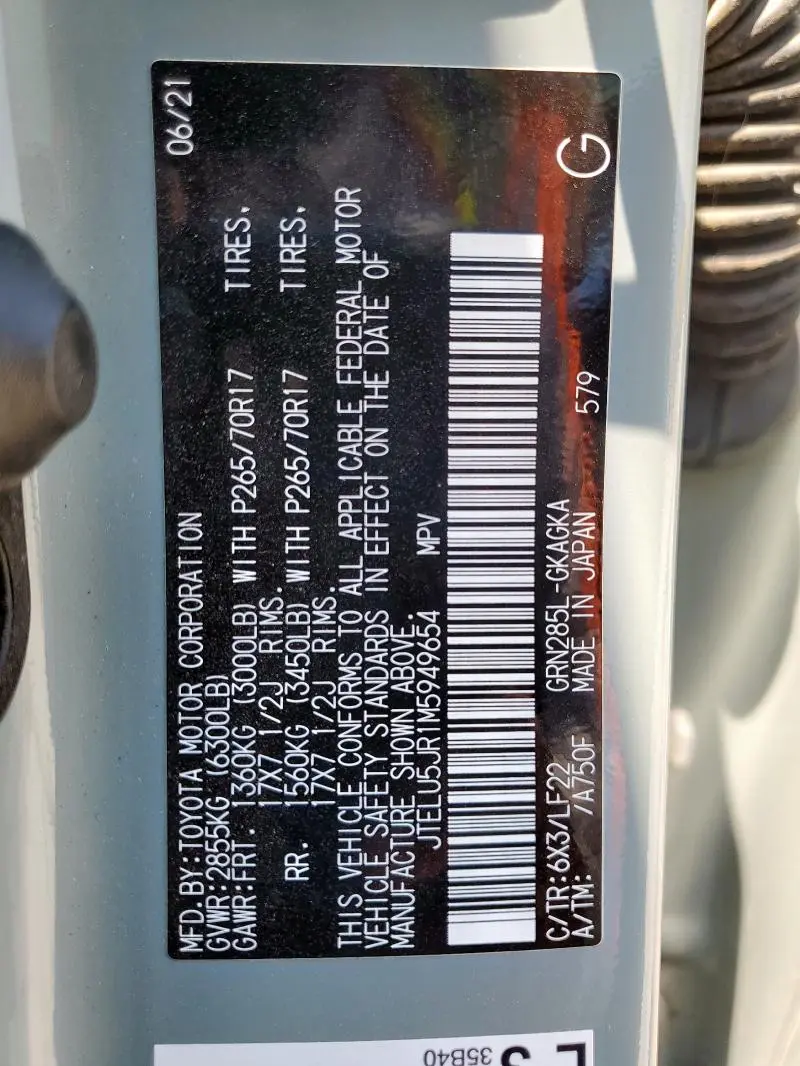 06/21
MFD.BY:TOYOTA MOTOR CORPORATION
GVWR:2855KG (6300LB)
GAWR:FRT. 1360KG (3000LB) WITH P265/70R17 TIRES,
17X7 1/2J RIMS.
RR. 1560KG (3450LB) WITH P265/70R17 TIRES,
17X7 1/2J RIMS.
THIS VEHICLE CONFORMS TO ALL APPLICABLE FEDERAL MOTOR
VEHICLE SAFETY STANDARDS IN EFFECT ON THE DATE OF
MANUFACTURE SHOWN ABOVE.
JTELU5JR1M5949654 MPV
C/TR:6X3/LF22 GRN285L-GKAGKA
A/TM: /A750F MADE IN JAPAN 579
G
35B40